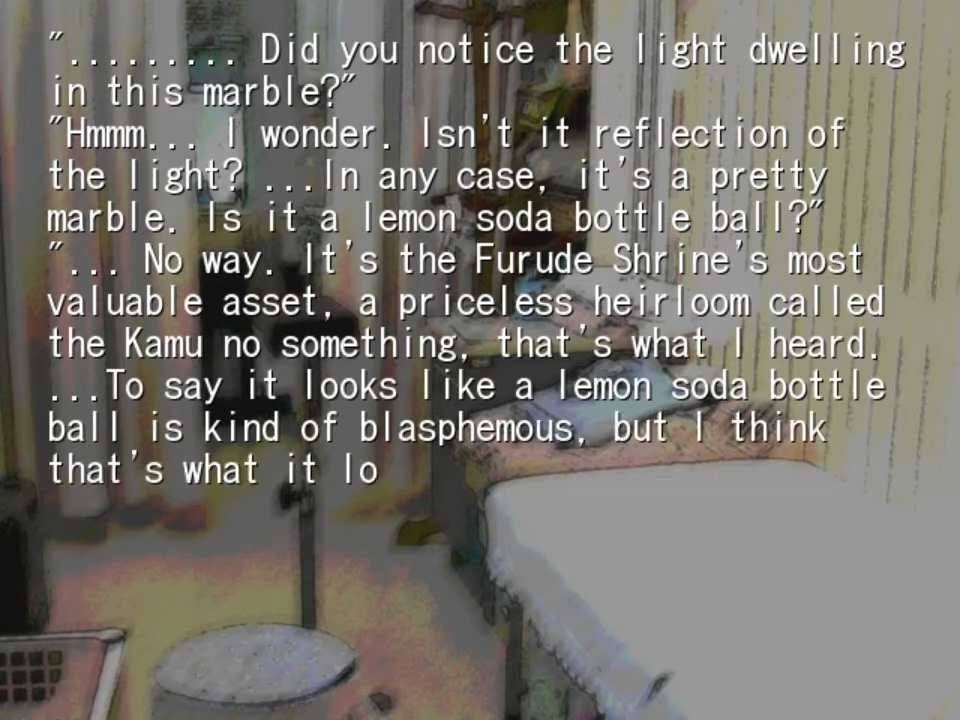 "......... Did you notice the light dwelling
in this marble?"
"Hmmm... I wonder. Isn't it reflection of
the light? ...In any case, it's a pretty
marble. Is it a lemon soda bottle ball?"
"... No way. It's the Furude Shrine's most
valuable asset, a priceless heirloom called
the Kamu no something, that's what I heard.
...To say it looks like a lemon soda bottle
ball is kind of blasphemous, but I think
that's what it lo